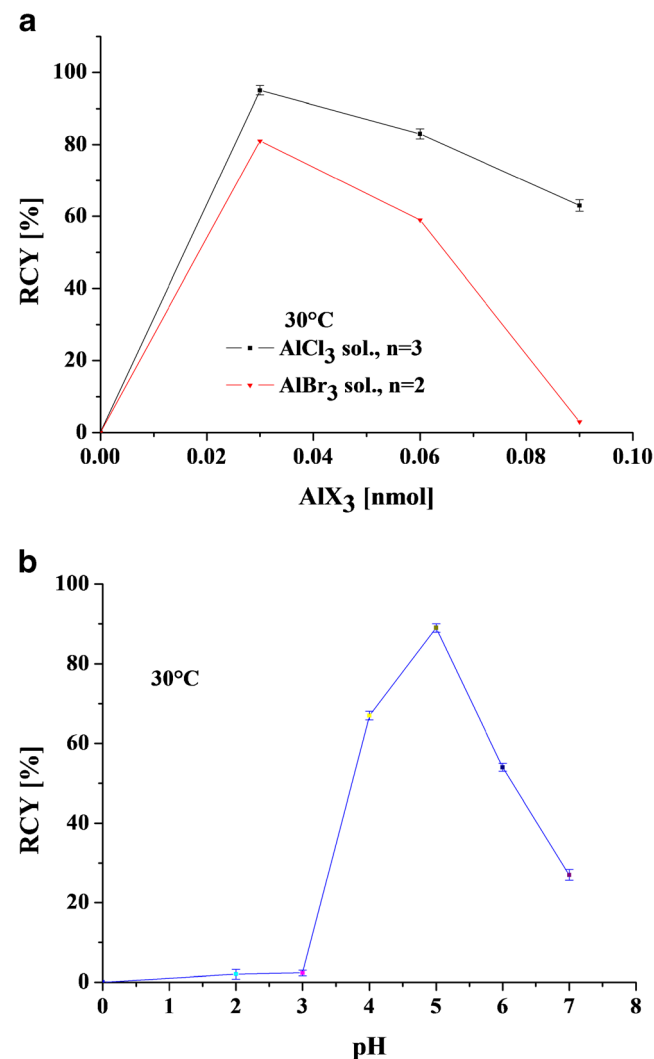 a
RCY [%]
100
80
60
40
20
0
30°C
AlCl3 sol., n=3
AlBr3 sol., n=2
0.00 0.02 0.04 0.06 0.08 0.10
AlX3 [nmol]
b
RCY [%]
100
80
60
40
20
0
30°C
0 1 2 3 4 5 6 7 8
pH